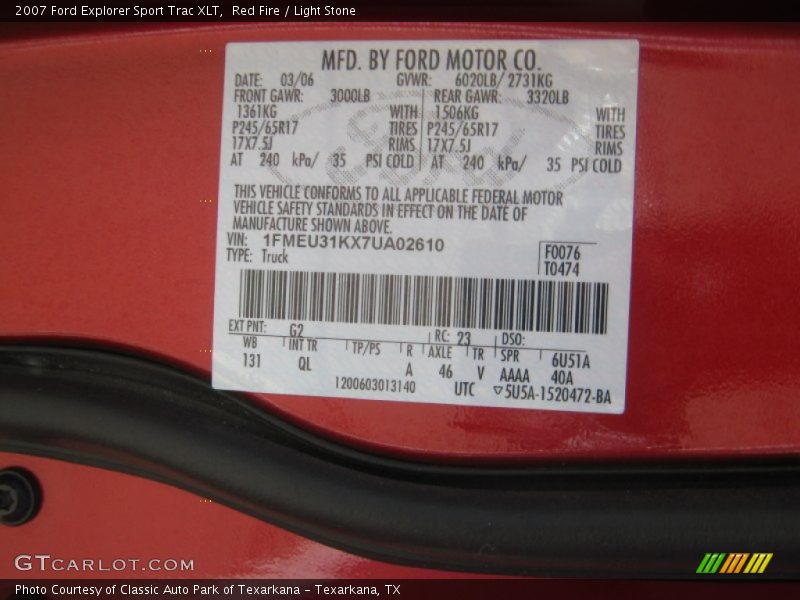 2007 Ford Explorer Sport Trac XLT, Red Fire / Light Stone
MFD. BY FORD MOTOR CO.
DATE: 03/06 GVWR: 6020LB/ 2731KG
FRONT GAWR: 3000LB REAR GAWR: 3320LB
1361KG WITH 1506KG WITH
P245/65R17 TIRES P245/65R17 TIRES
17X7.5J RIMS 17X7.5J RIMS
AT 240 kPa/ 35 PSI COLD AT 240 kPa/ 35 PSI COLD
THIS VEHICLE CONFORMS TO ALL APPLICABLE FEDERAL MOTOR
VEHICLE SAFETY STANDARDS IN EFFECT ON THE DATE OF
MANUFACTURE SHOWN ABOVE.
VIN: 1FMEU31KX7UA02610
TYPE: Truck
F0076
T0474
EXT PNT: G2 RC: 23 DSO:
WB INT TR TP/PS R AXLE TR SPR 6U51A
131 QL A 46 V AAAA 40A
1200603013140 UTC ▽5U5A-1520472-BA
GTCARLOT.COM
Photo Courtesy of Classic Auto Park of Texarkana - Texarkana, TX